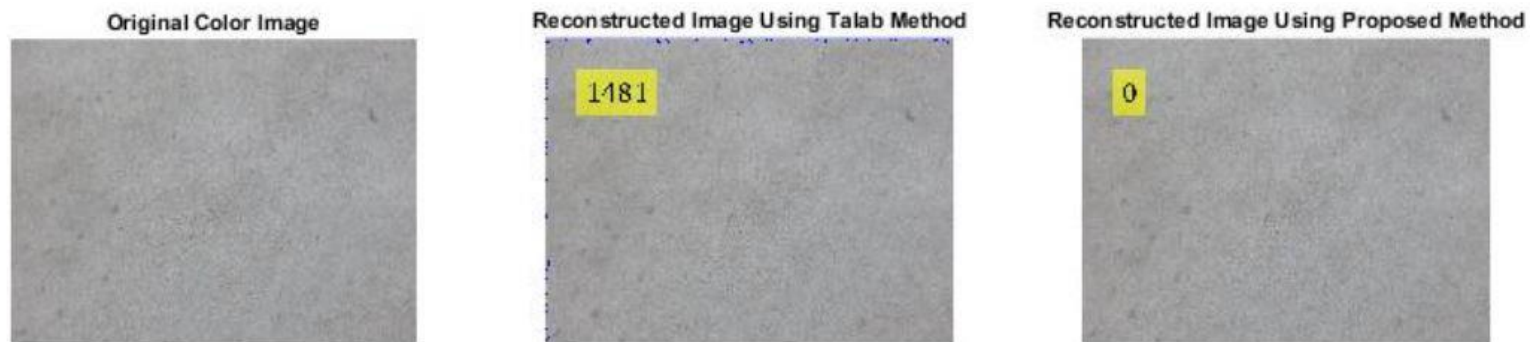 Original Color Image
Reconstructed Image Using Talab Method
Reconstructed Image Using Proposed Method
1481
0